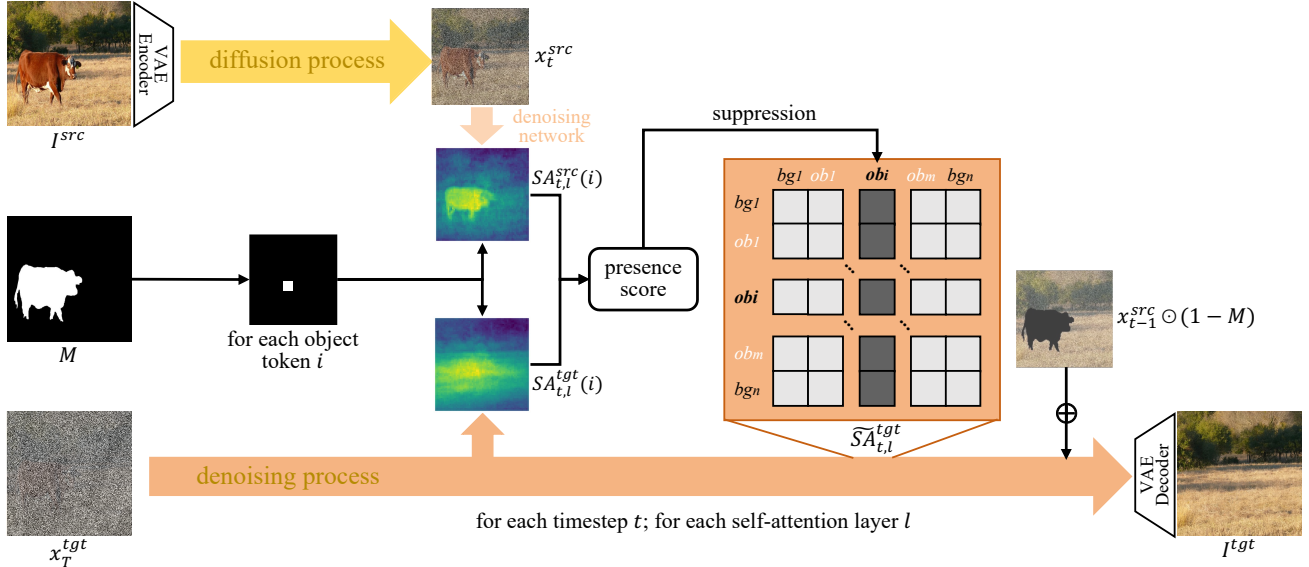 VAE
Encoder
diffusion process
x_t^{src}
I^{src}
denoising
network
SA_{t,l}^{src}(i)
suppression
bg1 ob1 obi obm bgn
bg1
ob1
obi
obm
bgn
presence
score
M
for each object
token i
SA_{t,l}^{tgt}(i)
x_{t-1}^{src} ⊙ (1 − M)
\widetilde{SA}_{t,l}^{tgt}
denoising process
VAE
Decoder
for each timestep t; for each self-attention layer l
x_T^{tgt}
I^{tgt}